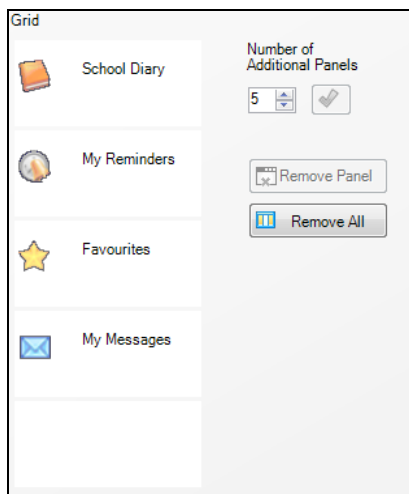 Grid
School Diary
My Reminders
Favourites
My Messages
Number of
Additional Panels
5
Remove Panel
Remove All